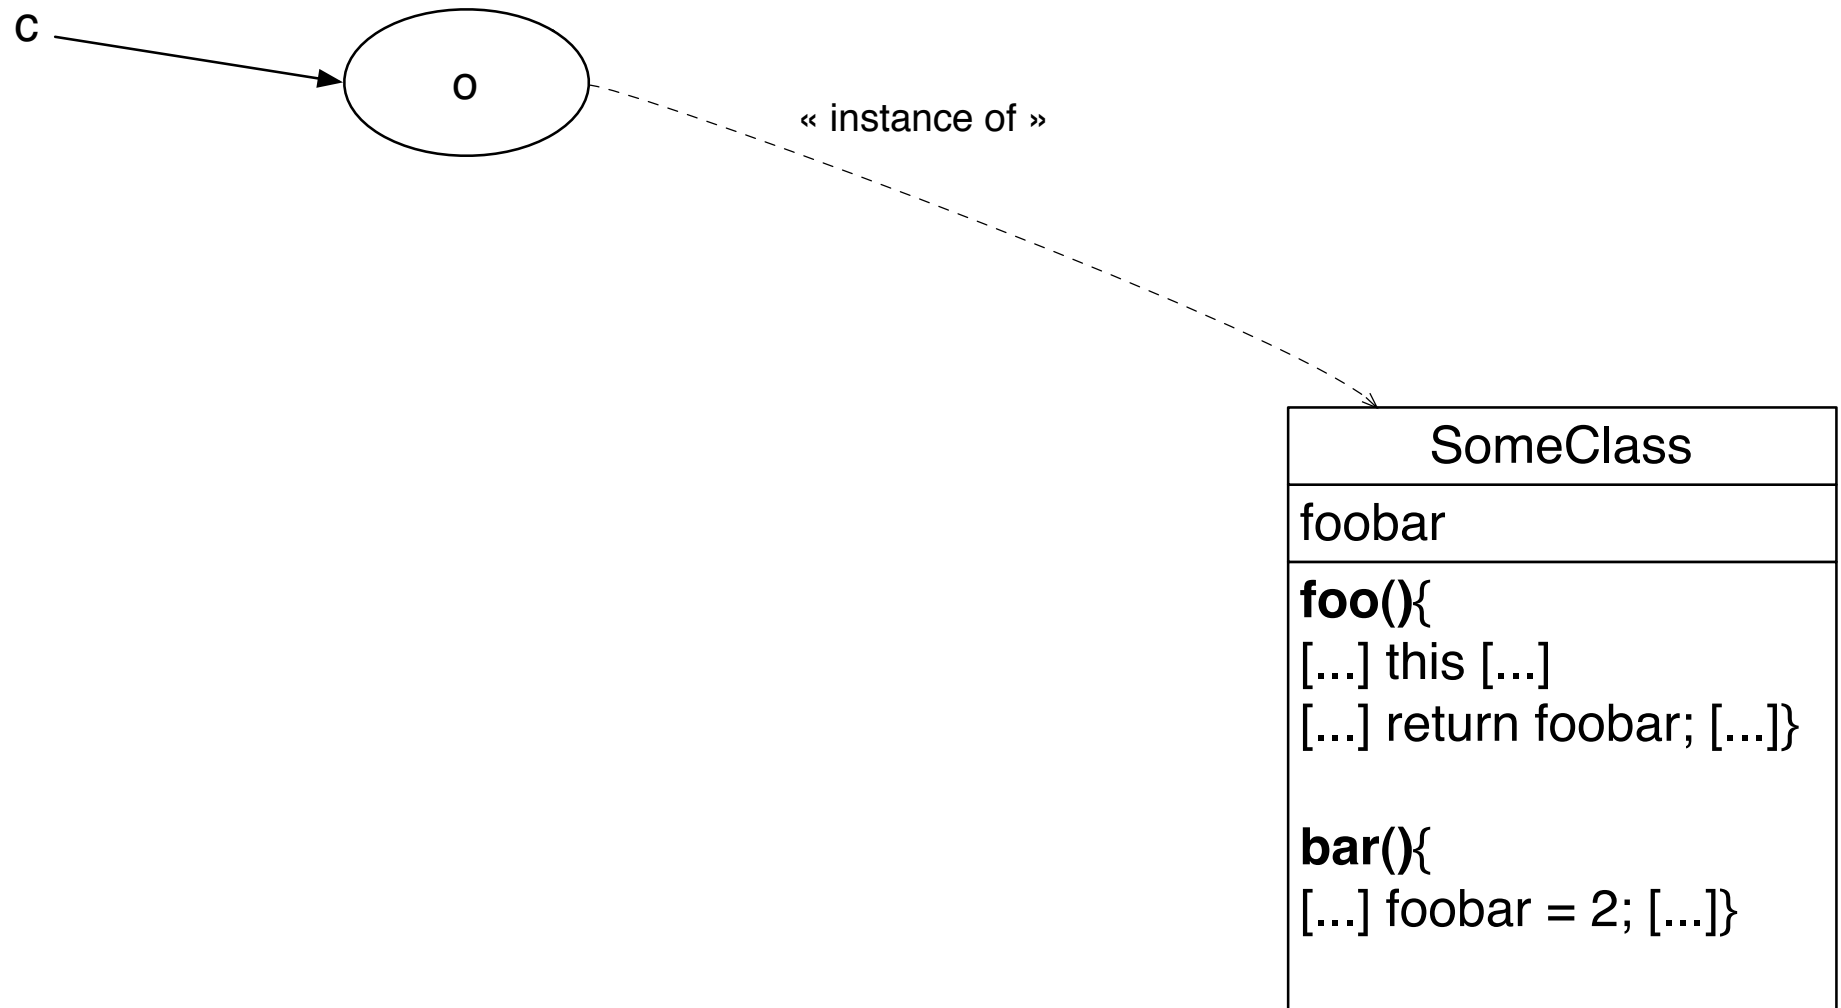 c
o
« instance of »
SomeClass
foobar
foo(){
[...] this [...]
[...] return foobar; [...]}
bar(){
[...] foobar = 2; [...]}